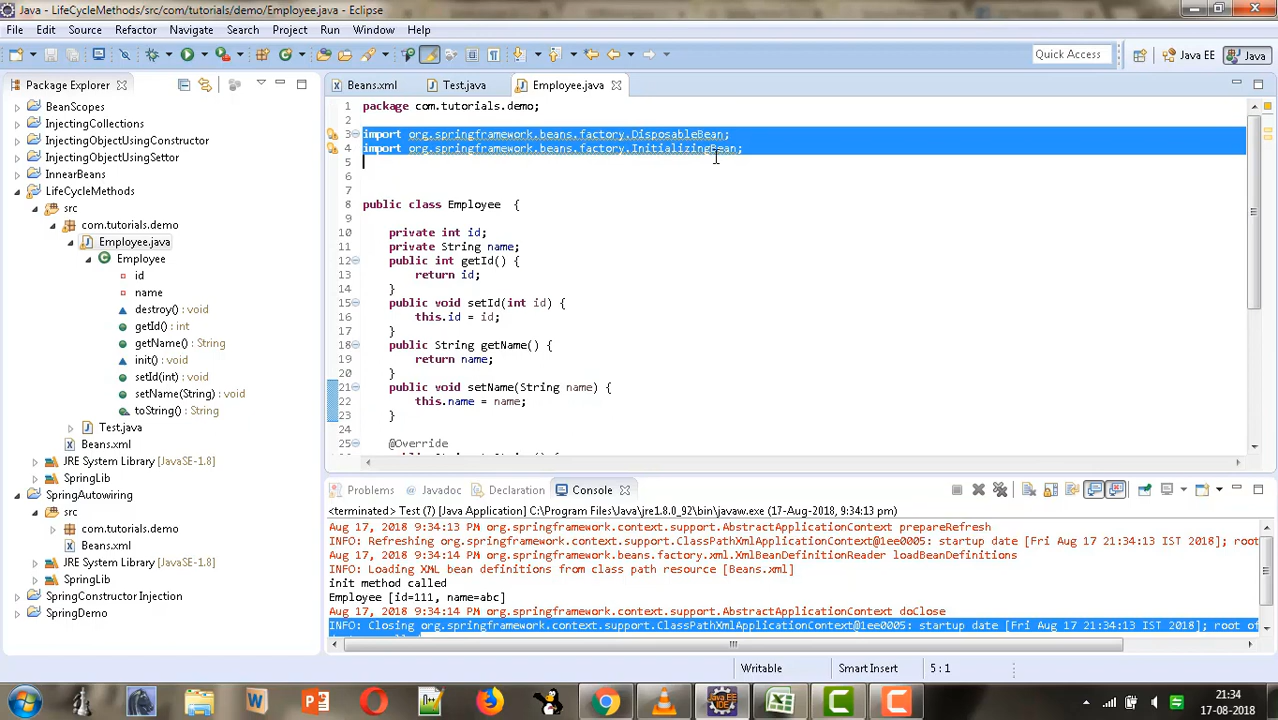 Java - LifeCycleMethods/src/com/tutorials/demo/Employee.java - Eclipse
File Edit Source Refactor Navigate Search Project Run Window Help
Quick Access Java EE Java
Package Explorer
BeanScopes
InjectingCollections
InjectingObjectUsingConstructor
InjectingObjectUsingSettor
InnearBeans
LifeCycleMethods
src
com.tutorials.demo
Employee.java
Employee
id
name
destroy() : void
getId() : int
getName() : String
init() : void
setId(int) : void
setName(String) : void
toString() : String
Test.java
Beans.xml
JRE System Library [JavaSE-1.8]
SpringLib
SpringAutowiring
src
com.tutorials.demo
Beans.xml
JRE System Library [JavaSE-1.8]
SpringLib
SpringConstructor Injection
SpringDemo
Beans.xml Test.java Employee.java
1 package com.tutorials.demo;
2
3 import org.springframework.beans.factory.DisposableBean;
4 import org.springframework.beans.factory.InitializingBean;
5
6
7
8 public class Employee {
9
10 private int id;
11 private String name;
12 public int getId() {
13 return id;
14 }
15 public void setId(int id) {
16 this.id = id;
17 }
18 public String getName() {
19 return name;
20 }
21 public void setName(String name) {
22 this.name = name;
23 }
24
25 @Override
Problems Javadoc Declaration Console
<terminated> Test (7) [Java Application] C:\Program Files\Java\jre1.8.0_92\bin\javaw.exe (17-Aug-2018, 9:34:13 pm)
Aug 17, 2018 9:34:13 PM org.springframework.context.support.AbstractApplicationContext prepareRefresh
INFO: Refreshing org.springframework.context.support.ClassPathXmlApplicationContext@1ee0005: startup date [Fri Aug 17 21:34:13 IST 2018]; root
Aug 17, 2018 9:34:14 PM org.springframework.beans.factory.xml.XmlBeanDefinitionReader loadBeanDefinitions
INFO: Loading XML bean definitions from class path resource [Beans.xml]
init method called
Employee [id=111, name=abc]
Aug 17, 2018 9:34:14 PM org.springframework.context.support.AbstractApplicationContext doClose
INFO: Closing org.springframework.context.support.ClassPathXmlApplicationContext@1ee0005: startup date [Fri Aug 17 21:34:13 IST 2018]; root of
Writable Smart Insert 5 : 1
21:34
17-08-2018